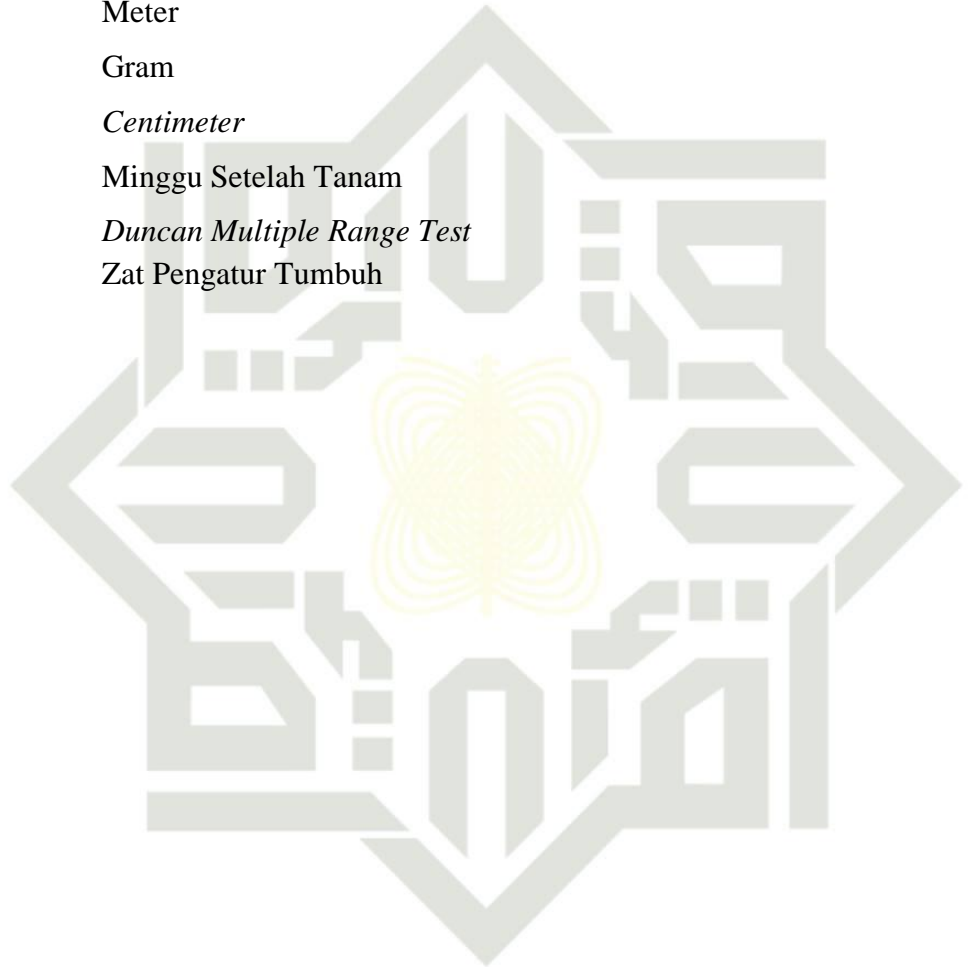 Meter
Gram
Centimeter
Minggu Setelah Tanam
Duncan Multiple Range Test
Zat Pengatur Tumbuh